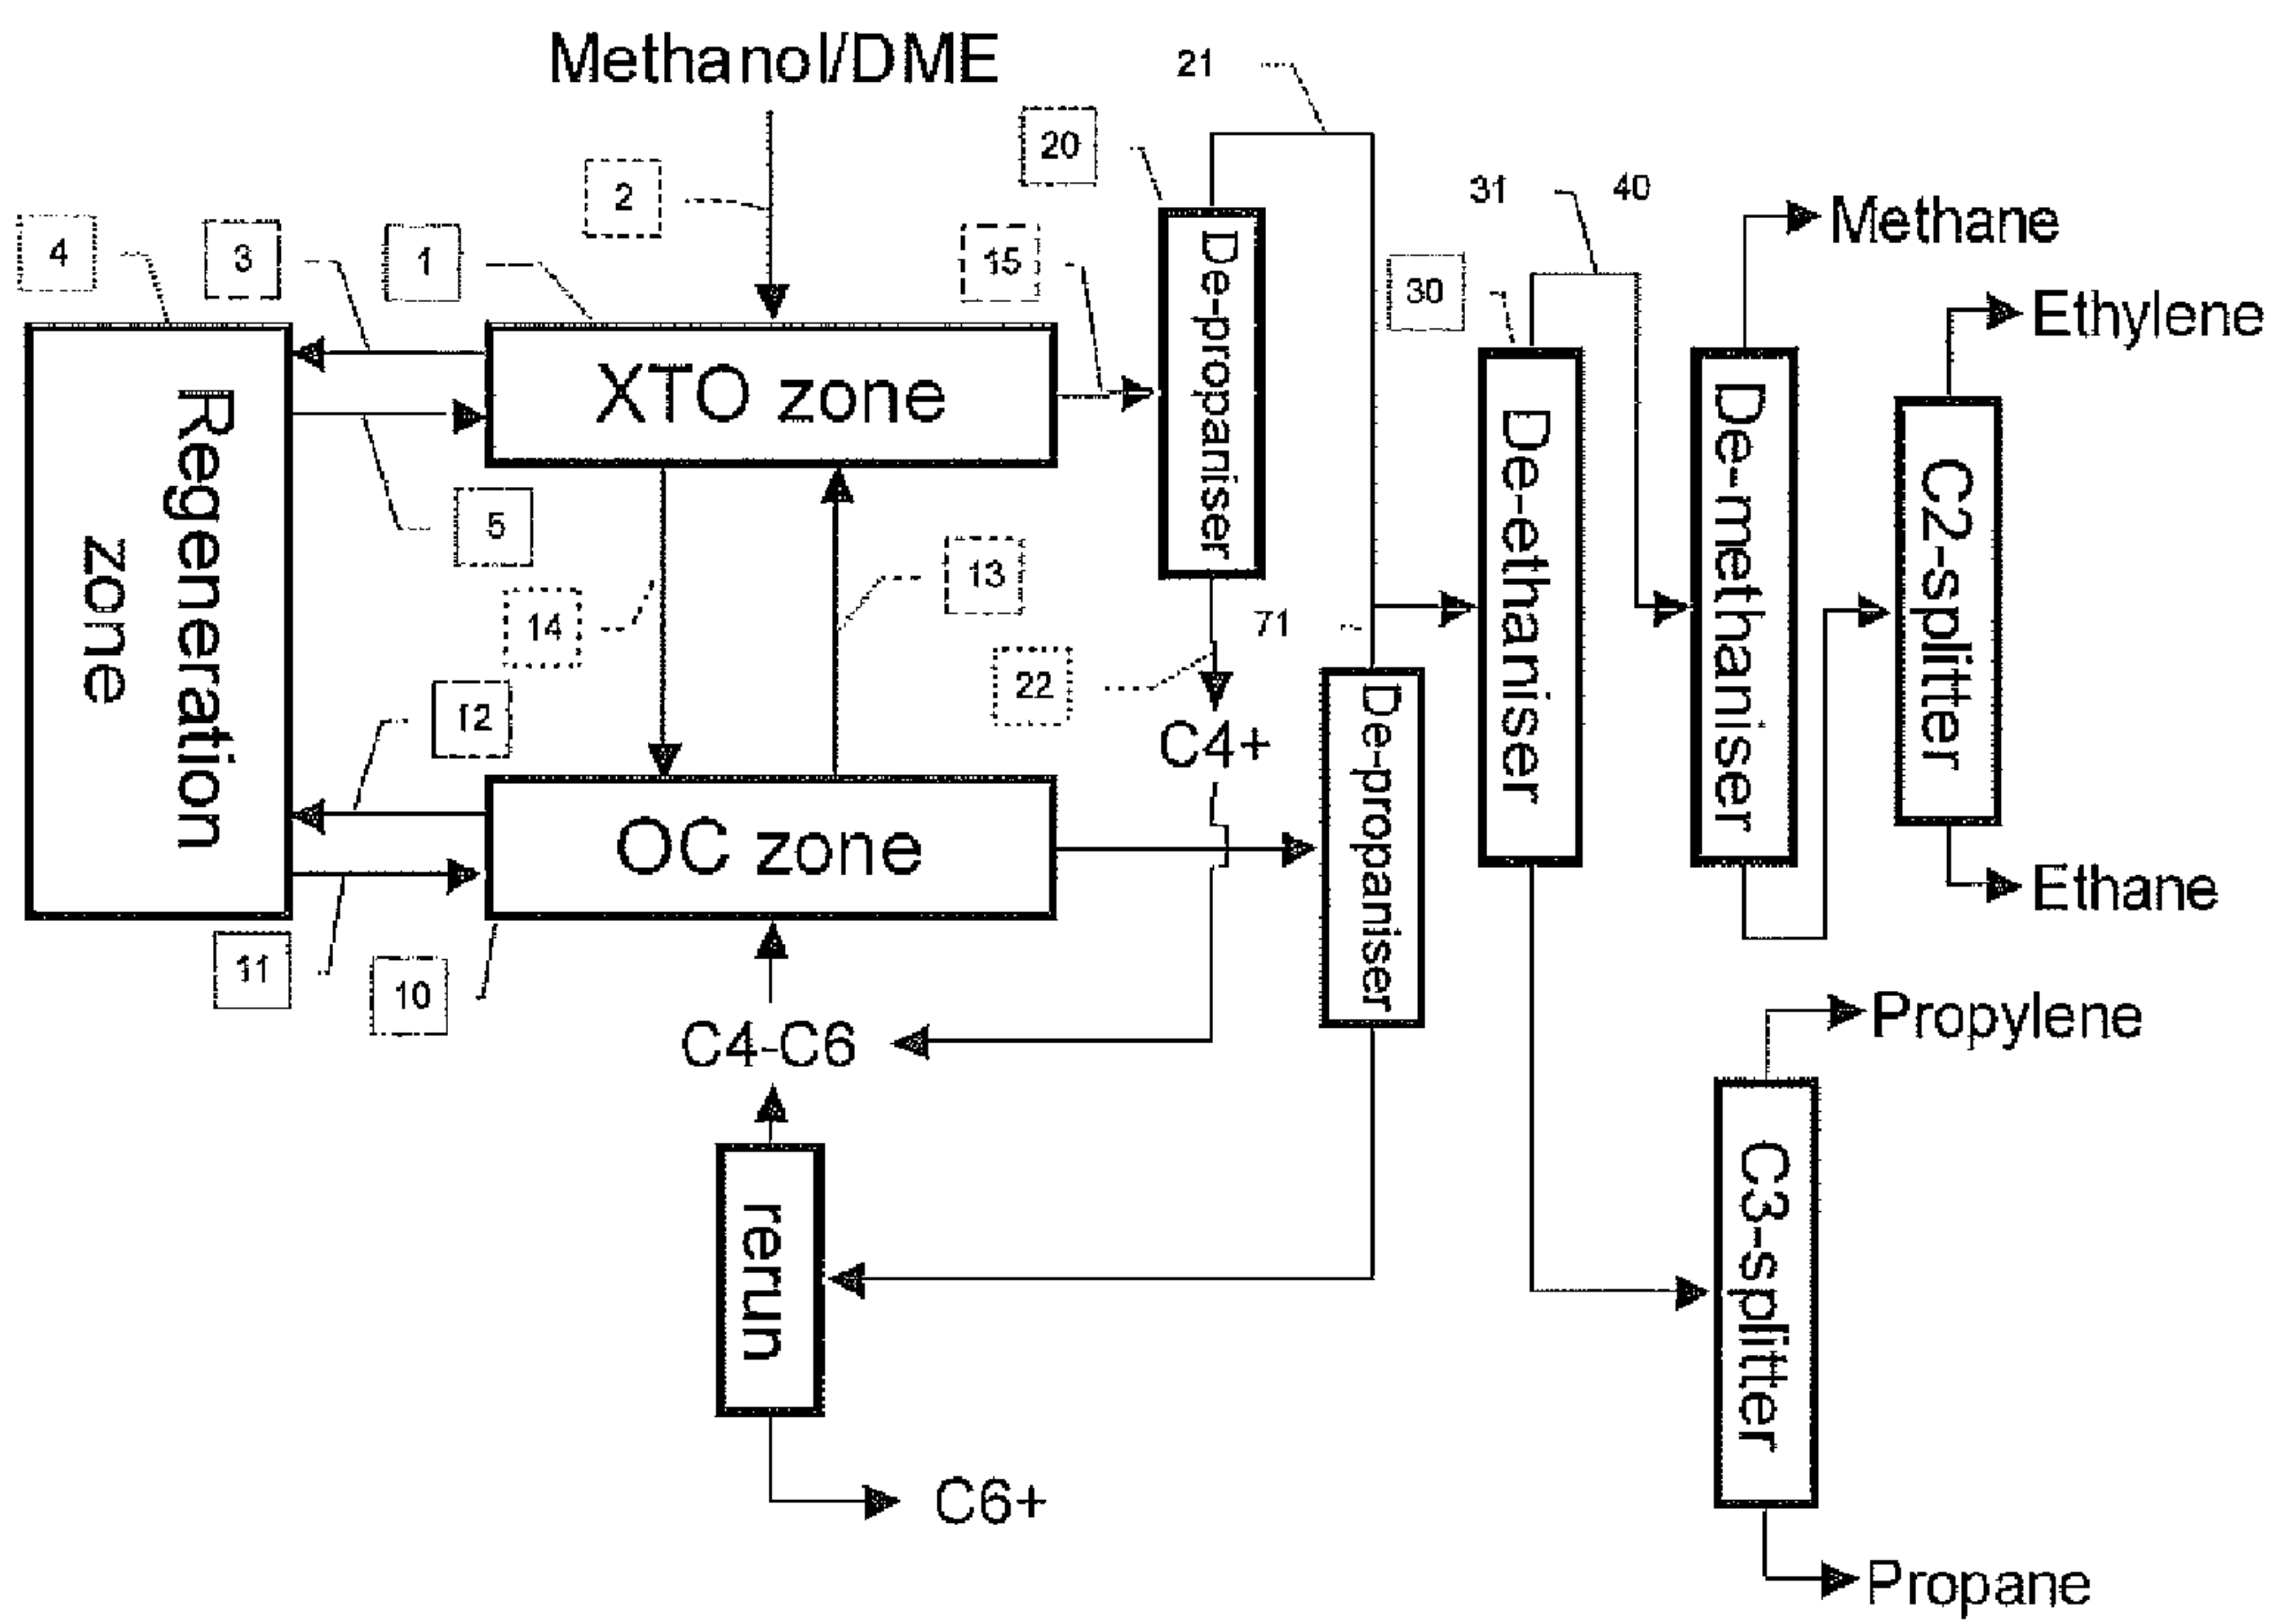 Methanol/DME
21
20
2
31
40
Methane
4
3
1
15
30
Ethylene
XTO zone
De-propaniser
De-ethaniser
De-methaniser
C2-splitter
Regeneration
zone
5
14
13
71
22
12
C4+
De-propaniser
OC zone
Ethane
11
10
C4-C6
Propylene
rerun
C3-splitter
C6+
Propane